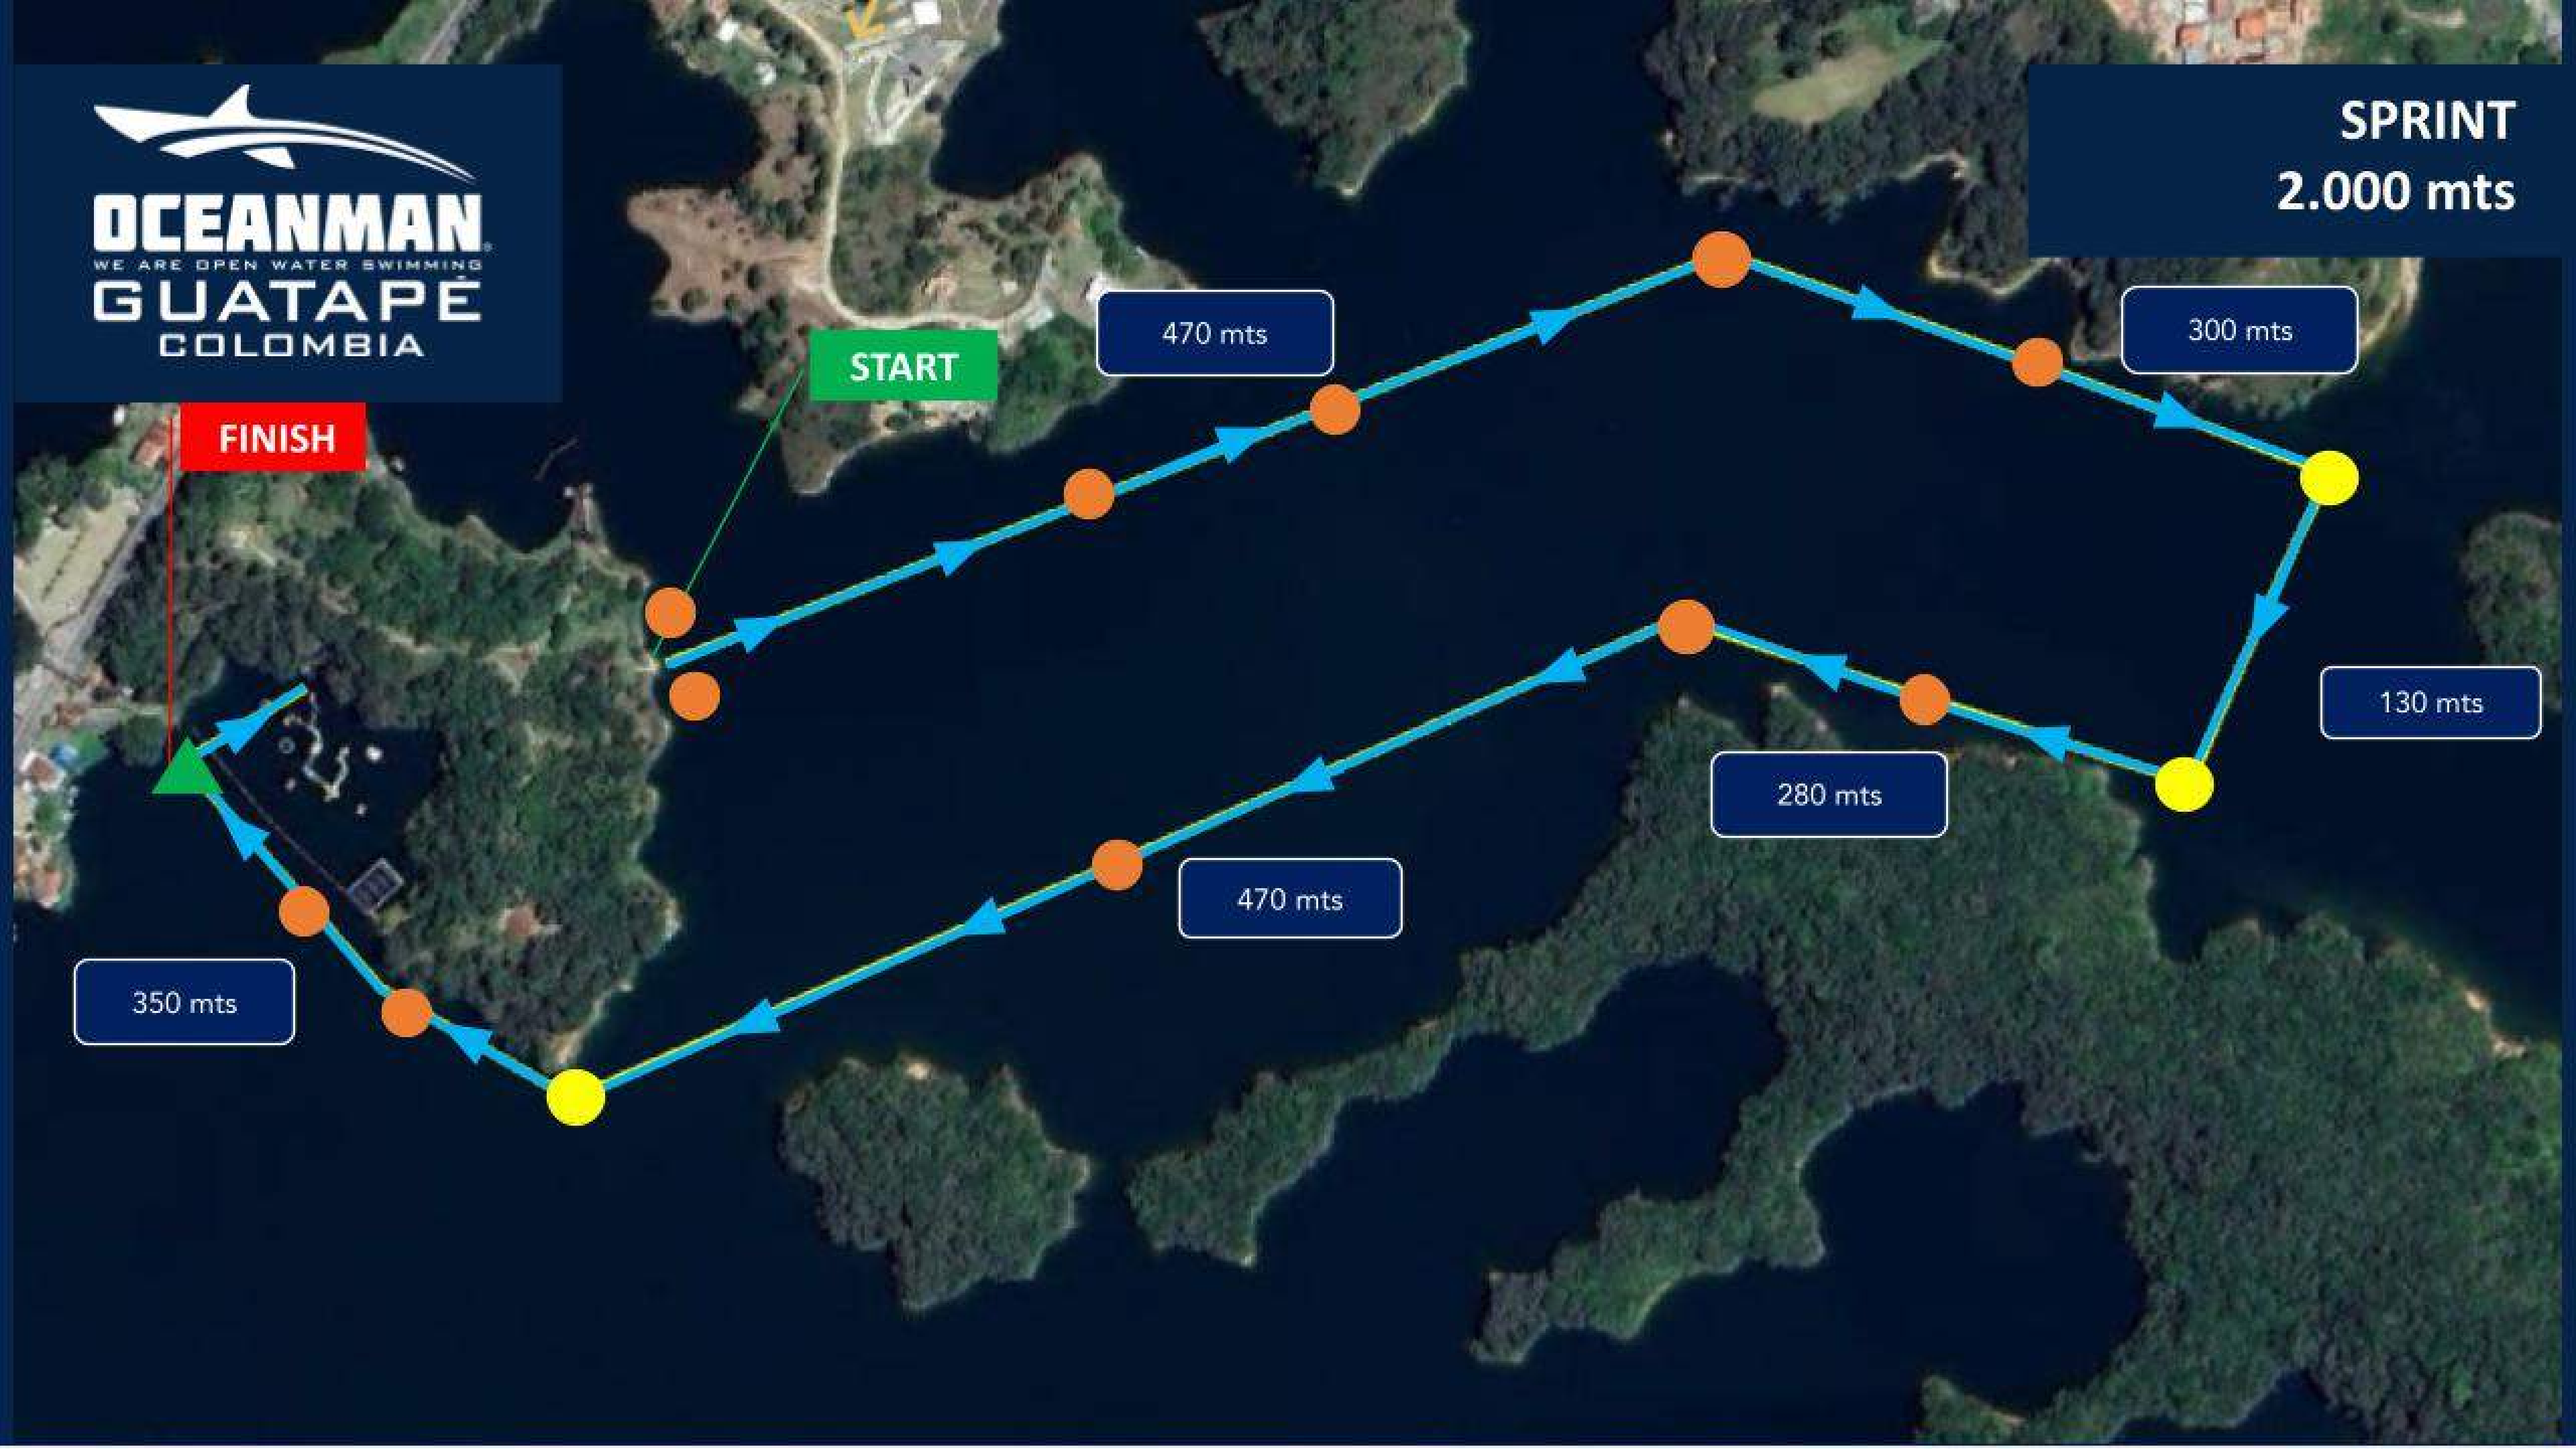 OCEANMAN®
WE ARE OPEN WATER SWIMMING
GUATAPÉ
COLOMBIA
SPRINT
2.000 mts
470 mts
300 mts
START
FINISH
130 mts
280 mts
470 mts
350 mts